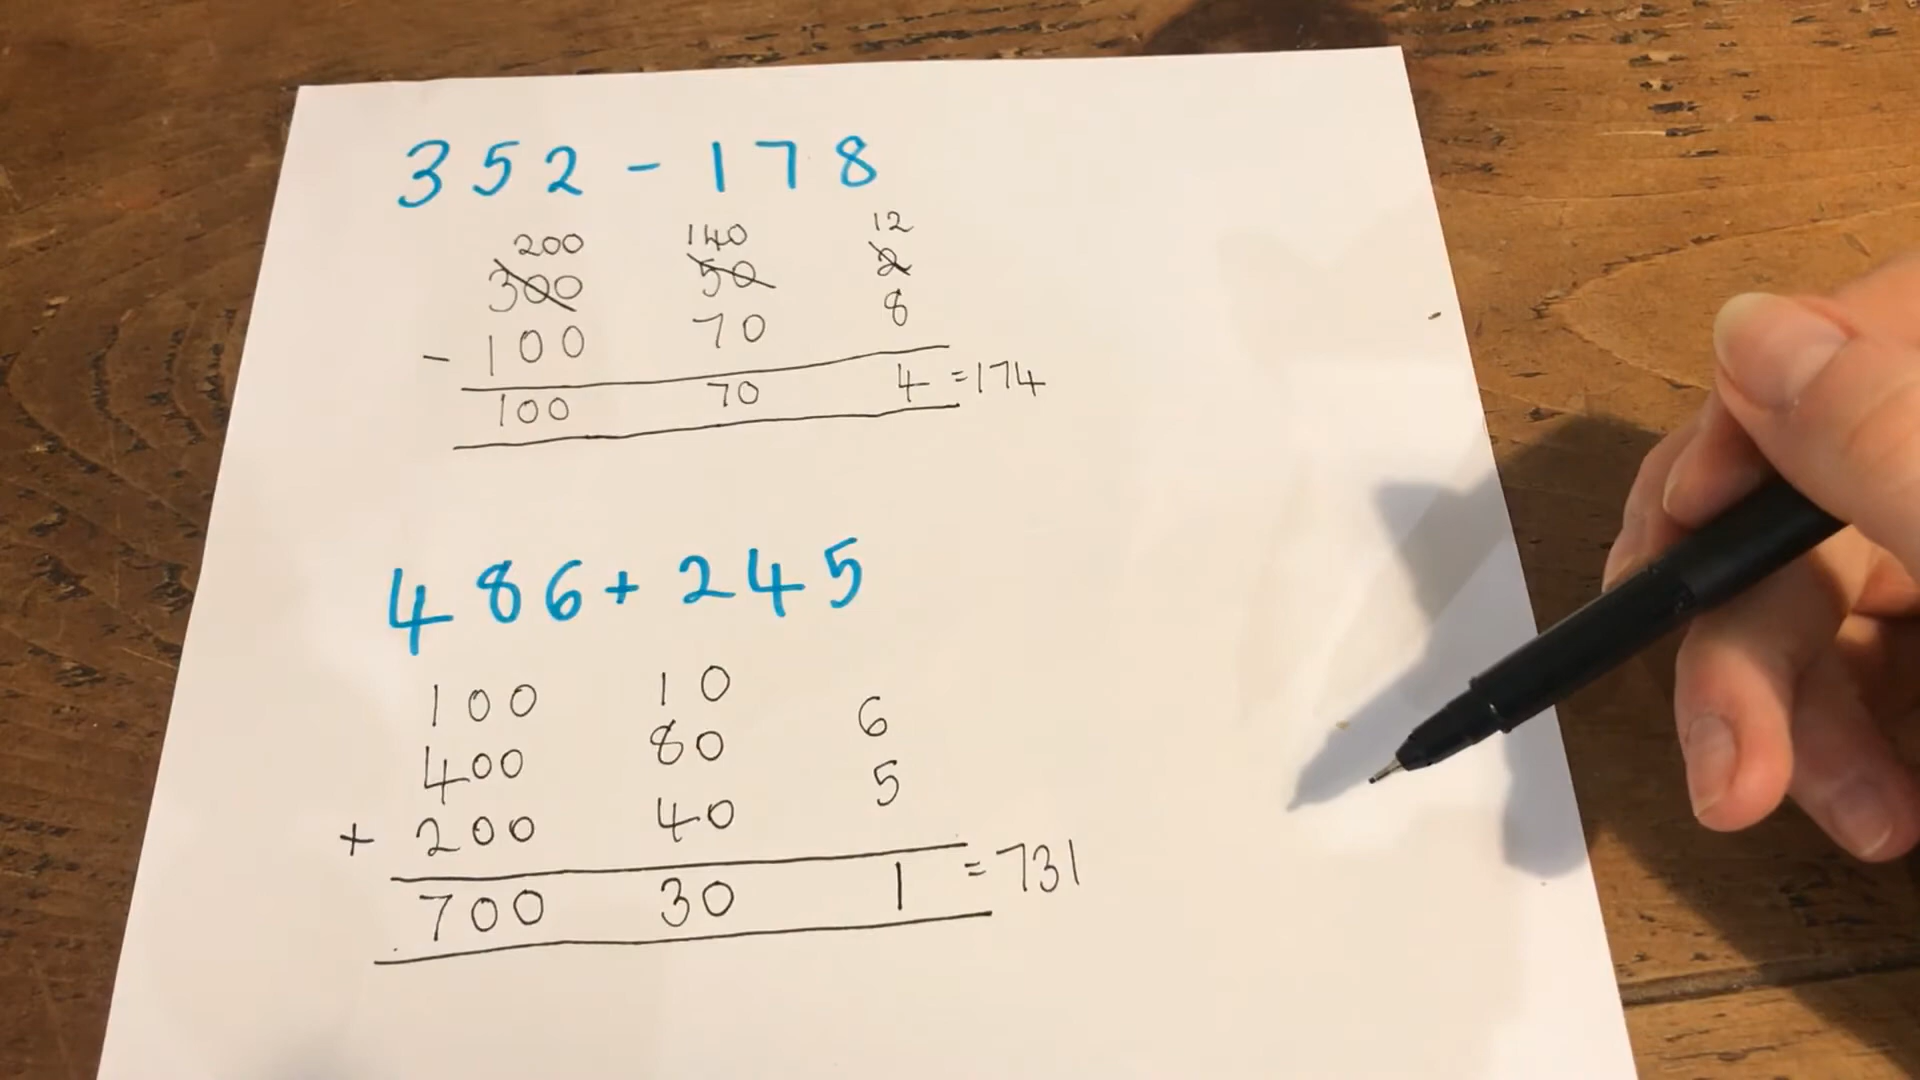 352 - 178
200 140 12
300 50 2
- 100 70 8
100 70 4 =174
486 + 245
100 10
400 80 6
+ 200 40 5
700 30 1 = 731